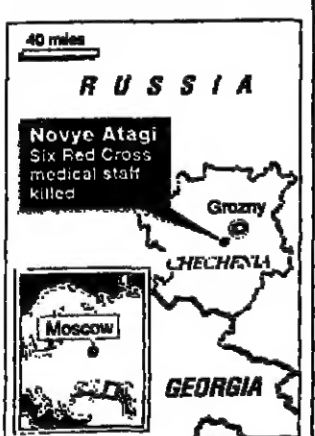 40 miles
RUSSIA
Novye Atagi
Six Red Cross
medical staff
killed
Grozny
CHECHENIA
Moscow
GEORGIA